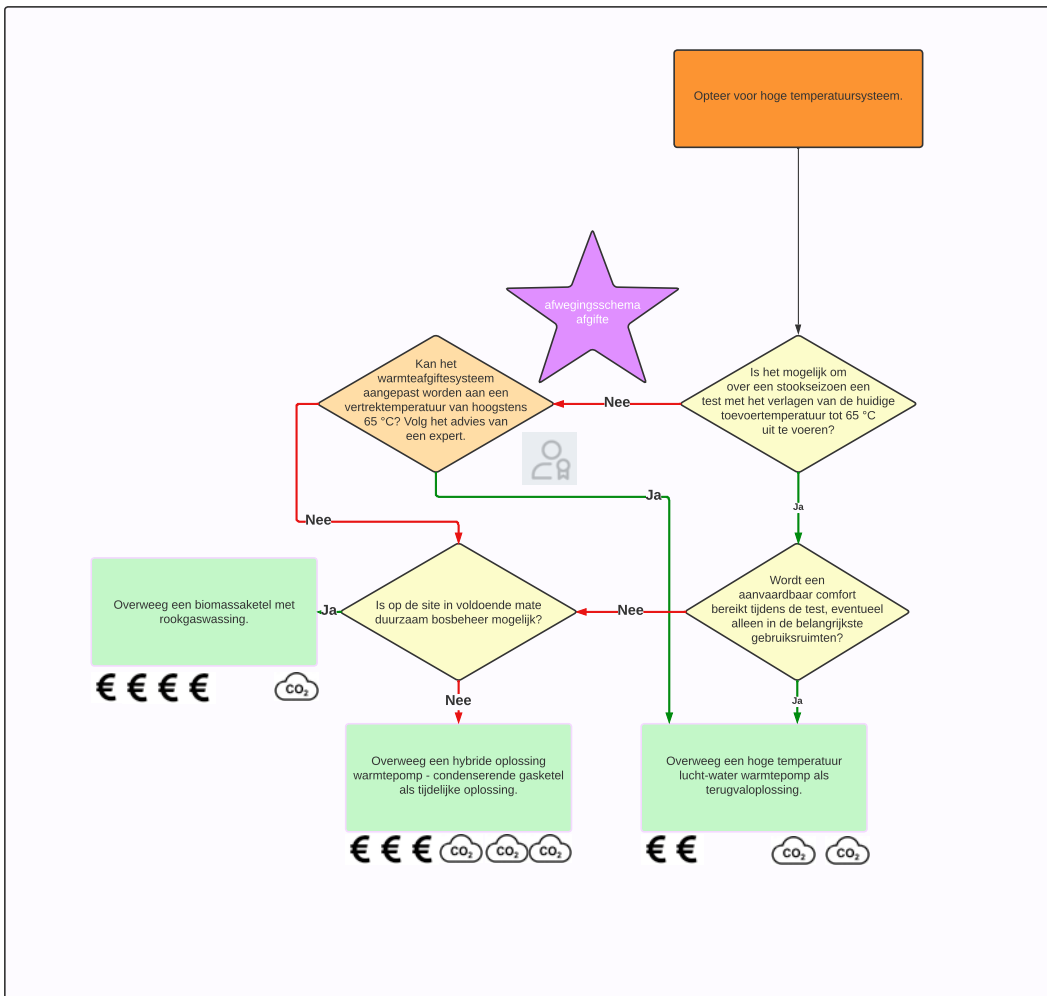 Opteer voor hoge temperatuursysteem.
afwegingsschema
afgifte
Kan het
warmteafgiftesysteem
aangepast worden aan een
vertrektemperatuur van hoogstens
65 °C? Volg het advies van
een expert.
Nee
Is het mogelijk om
over een stookseizoen een
test met het verlagen van de huidige
toevoertemperatuur tot 65 °C
uit te voeren?
Ja
Ja
Nee
Overweeg een biomassaketel met
rookgaswassing.
Ja
Is op de site in voldoende mate
duurzaam bosbeheer mogelijk?
Nee
Wordt een
aanvaardbaar comfort
bereikt tijdens de test, eventueel
alleen in de belangrijkste
gebruiksruimten?
€ € € €
CO₂
Nee
Ja
Overweeg een hybride oplossing
warmtepomp - condenserende gasketel
als tijdelijke oplossing.
Overweeg een hoge temperatuur
lucht-water warmtepomp als
terugvaloplossing.
€ € € CO₂ CO₂ CO₂
€ € CO₂ CO₂